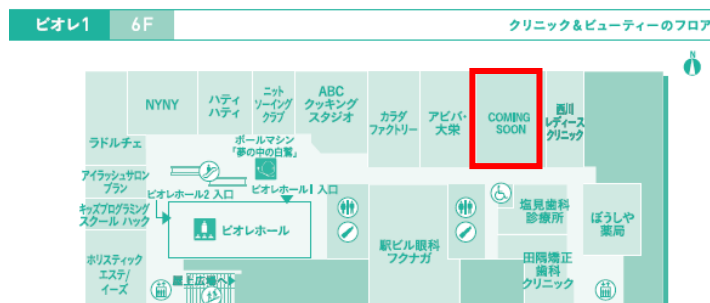 ピオレ1
6F
クリニック&ビューティーのフロア
N
NYNY
ハティ
ハティ
ニット
ソーイング
クラブ
ABC
クッキング
スタジオ
カラダ
ファクトリー
アビバ・
大栄
COMING
SOON
西川
レディース
クリニック
ラドルチェ
ボールマシン
「夢の中の白鷺」
アイラッシュサロン
ブラン
ピオレホール2 入口
ピオレホール1 入口
キッズプログラミング
スクール ハック
ピオレホール
塩見歯科
診療所
ぼうしや
薬局
駅ビル眼科
フクナガ
ホリスティック
エステ/
イーズ
屋上広場へ
田隅矯正
歯科
クリニック